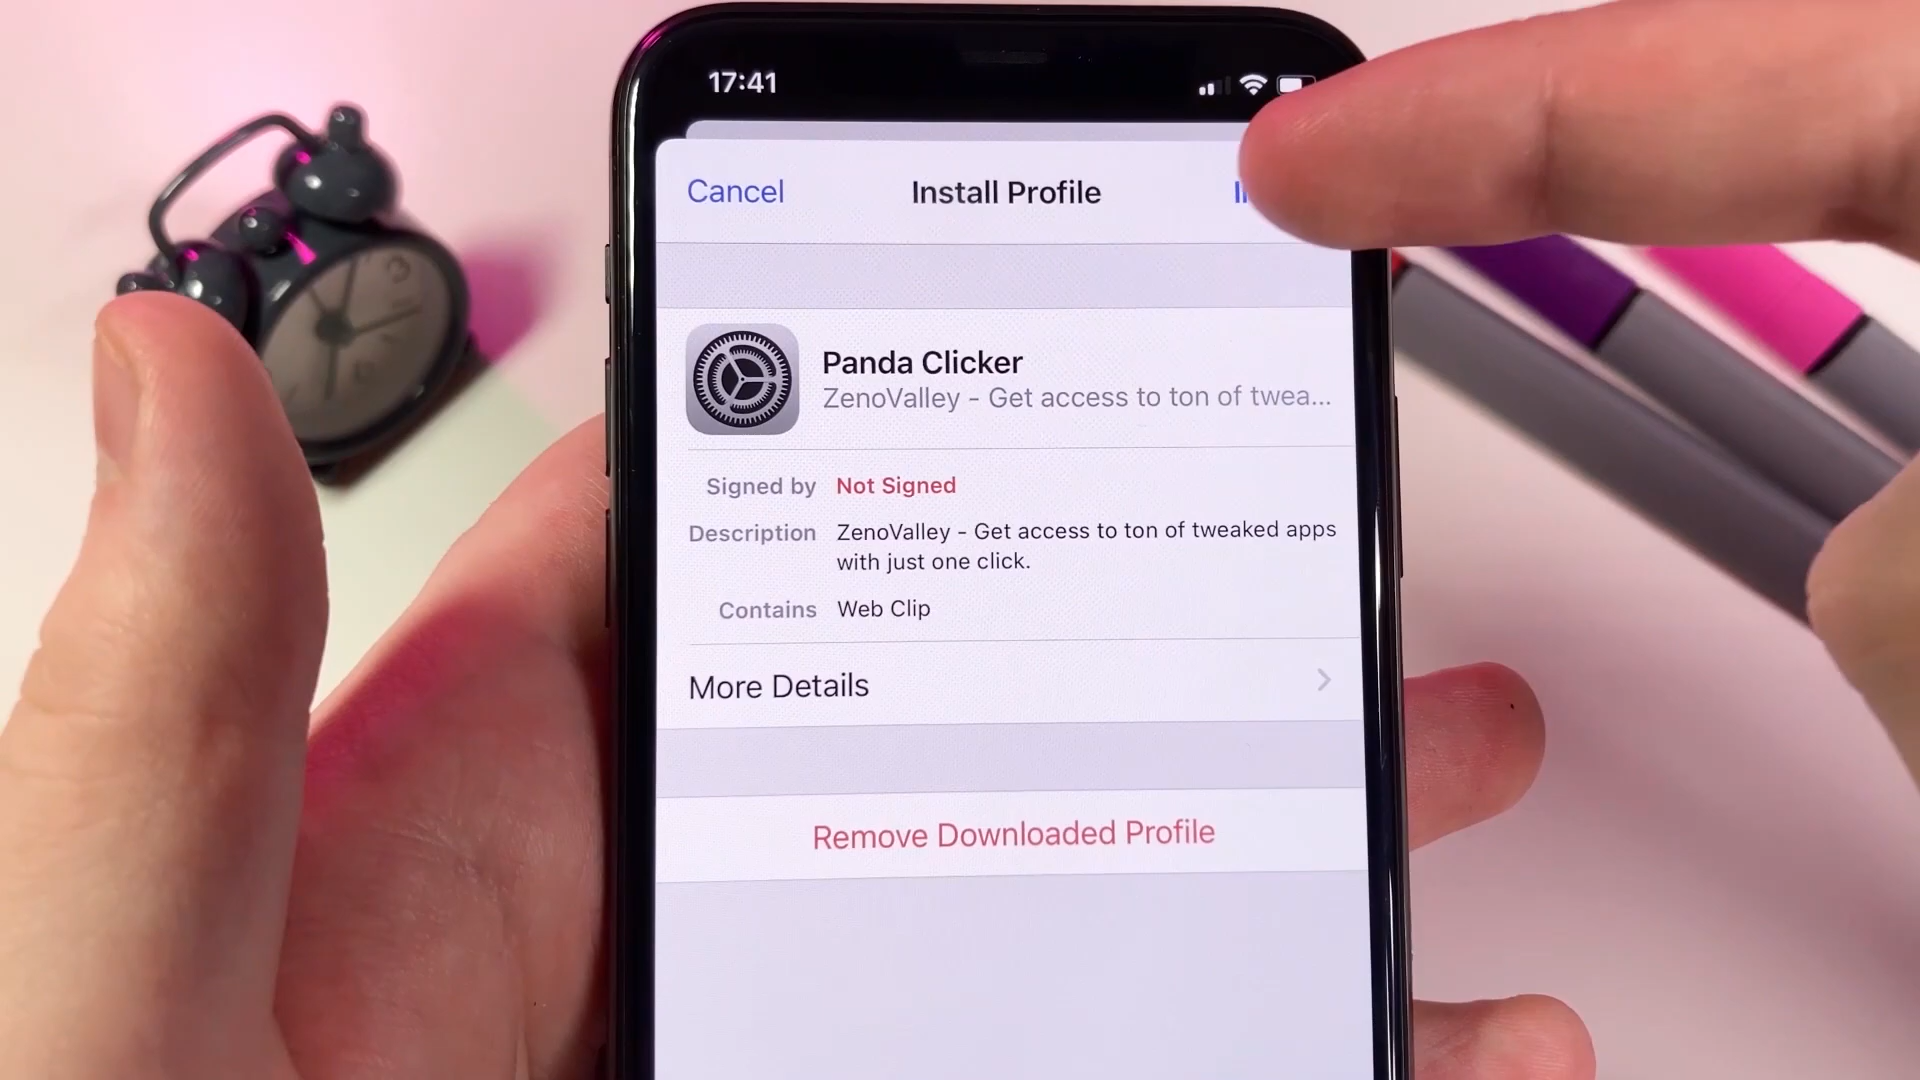 17:41
Cancel
Install Profile
Panda Clicker
ZenoValley - Get access to ton of twea...
Signed by Not Signed
Description ZenoValley - Get access to ton of tweaked apps
with just one click.
Contains Web Clip
More Details
Remove Downloaded Profile